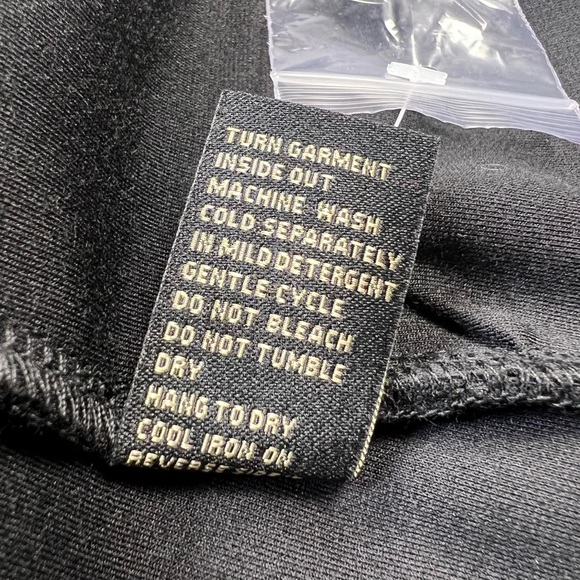 TURN GARMENT
INSIDE OUT
MACHINE WASH
COLD SEPARATELY
IN MILD DETERGENT
GENTLE CYCLE
DO NOT BLEACH
DO NOT TUMBLE
DRY
HANG TO DRY
COOL IRON ON
REVERSE